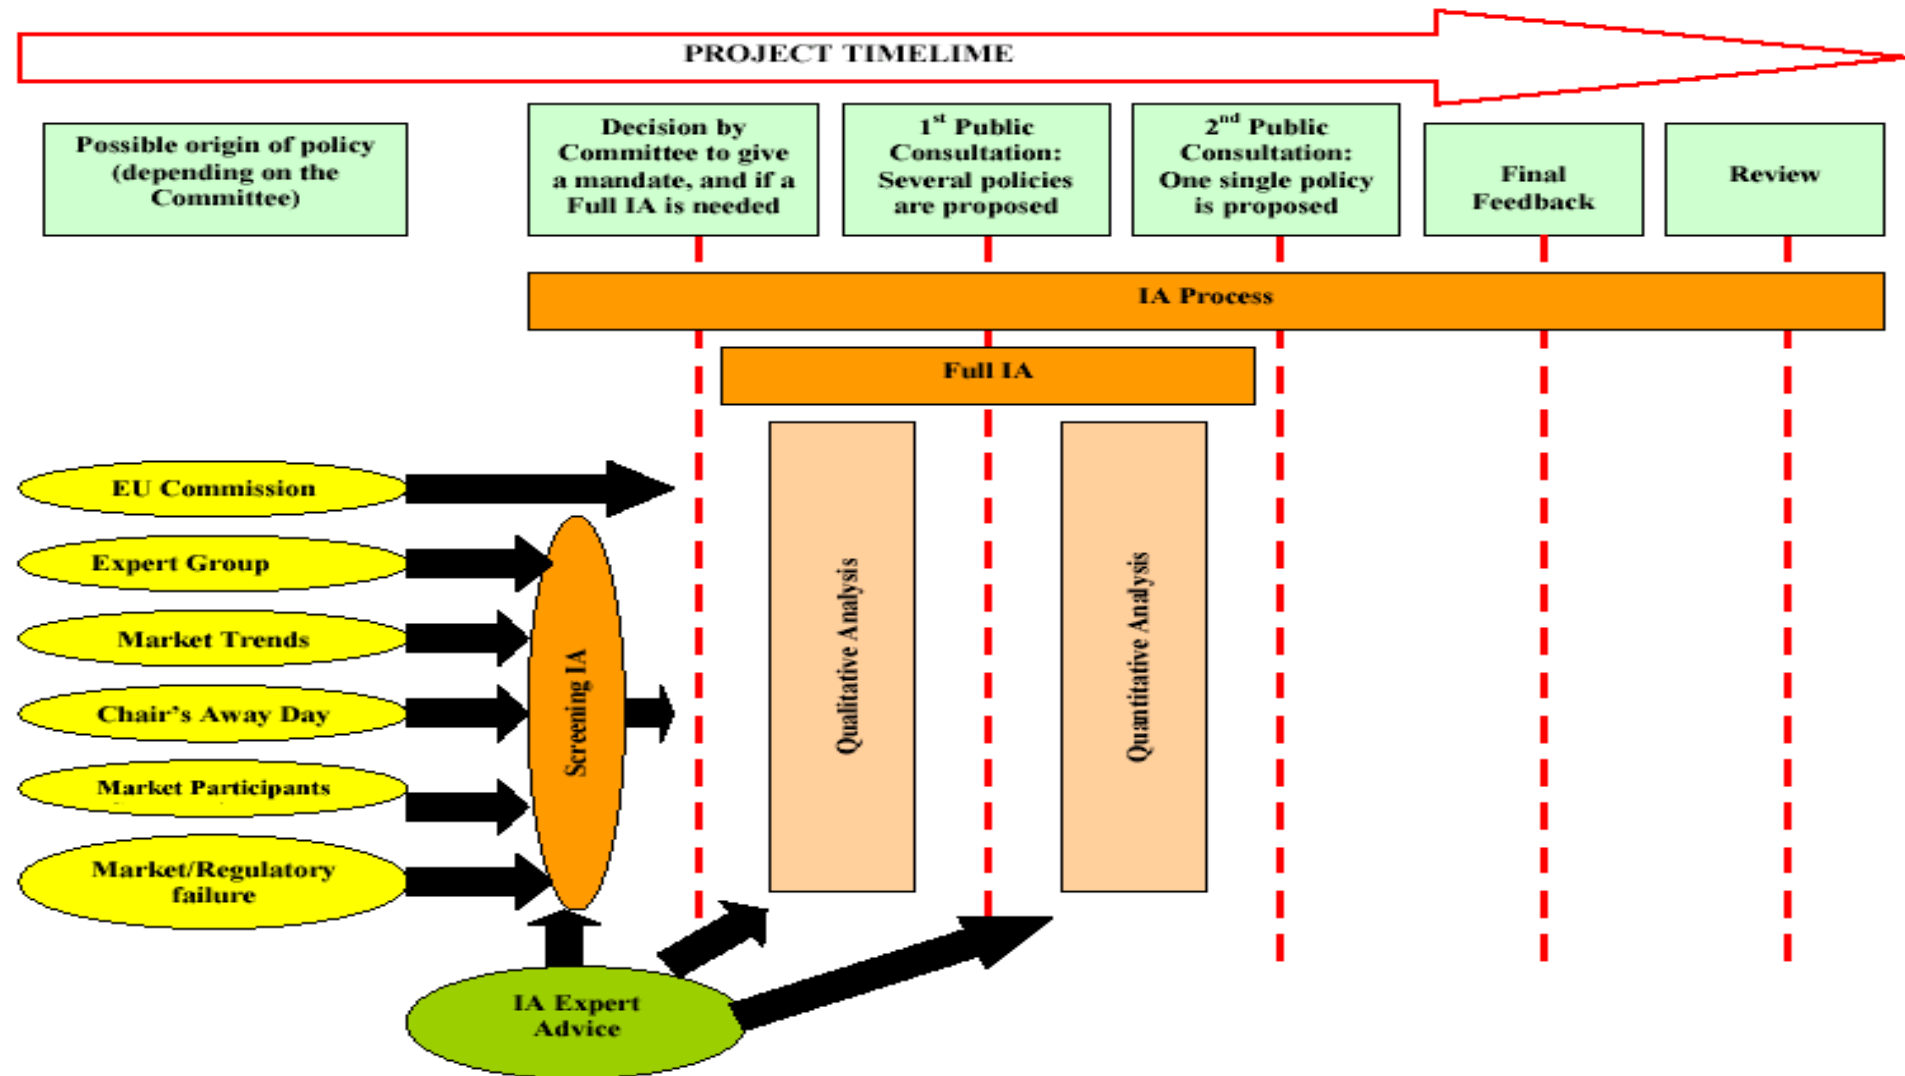 PROJECT TIMELIME
Possible origin of policy
(depending on the
Committee)
Decision by
Committee to give
a mandate, and if a
Full IA is needed
1st Public
Consultation:
Several policies
are proposed
2nd Public
Consultation:
One single policy
is proposed
Final
Feedback
Review
IA Process
Full IA
EU Commission
Expert Group
Market Trends
Chair's Away Day
Market Participants
Market/Regulatory
failure
Screening IA
Qualitative Analysis
Quantitative Analysis
IA Expert
Advice